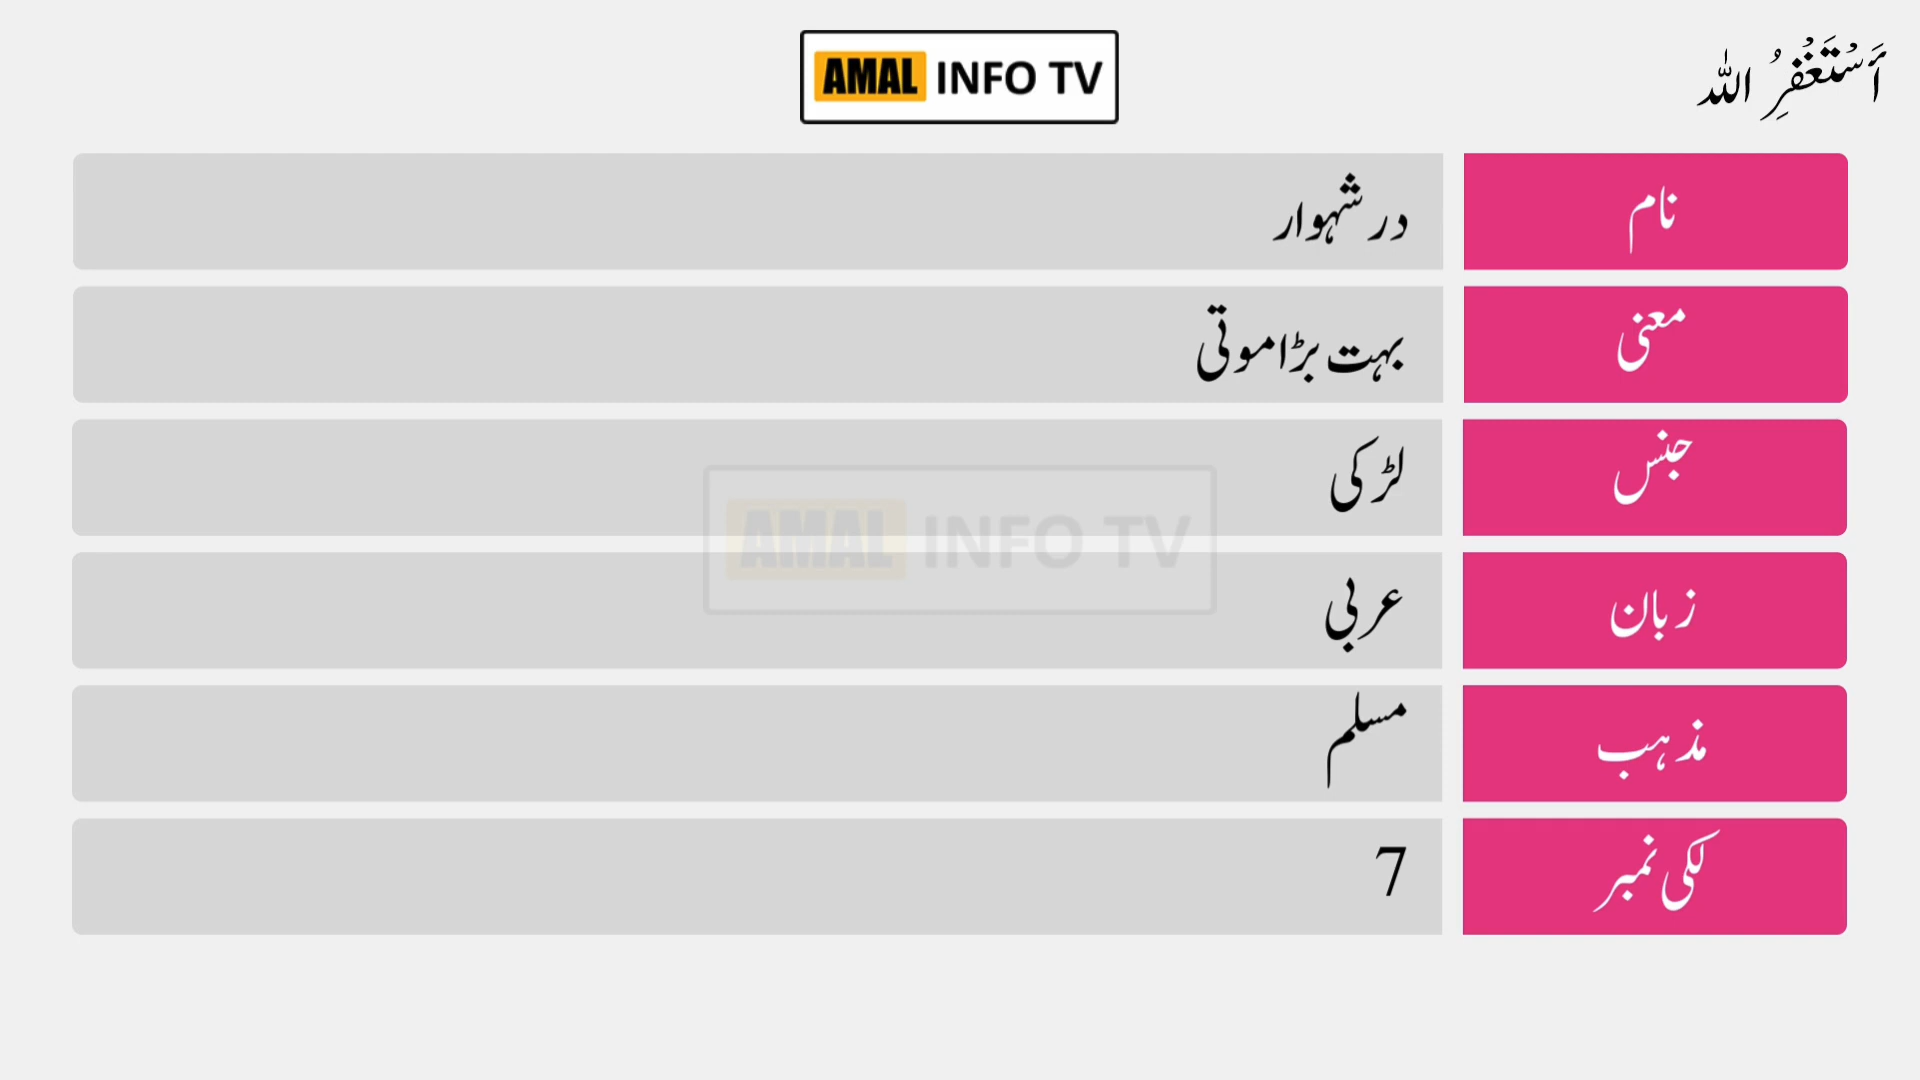 AMAL INFO TV
أَسْتَغْفِرُ اللّٰه
نام
در شہوار
معنی
بہت بڑا موتی
جنس
لڑکی
AMAL INFO TV
زبان
عربی
مذہب
مسلم
لکی نمبر
7